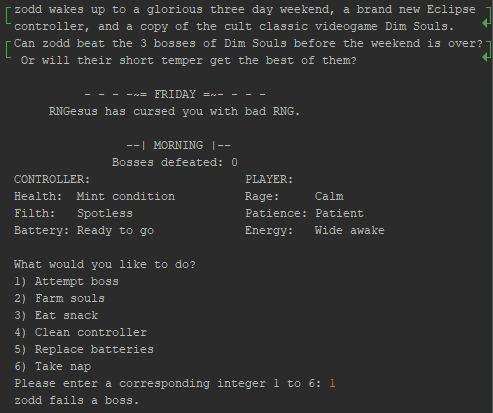 zodd wakes up to a glorious three day weekend, a brand new Eclipse
controller, and a copy of the cult classic videogame Dim Souls.
Can zodd beat the 3 bosses of Dim Souls before the weekend is over?
Or will their short temper get the best of them?
- - - -~= FRIDAY =~- - - -
RNGesus has cursed you with bad RNG.
--| MORNING |--
Bosses defeated: 0
CONTROLLER: PLAYER:
Health: Mint condition Rage: Calm
Filth: Spotless Patience: Patient
Battery: Ready to go Energy: Wide awake
What would you like to do?
1) Attempt boss
2) Farm souls
3) Eat snack
4) Clean controller
5) Replace batteries
6) Take nap
Please enter a corresponding integer 1 to 6: 1
zodd fails a boss.